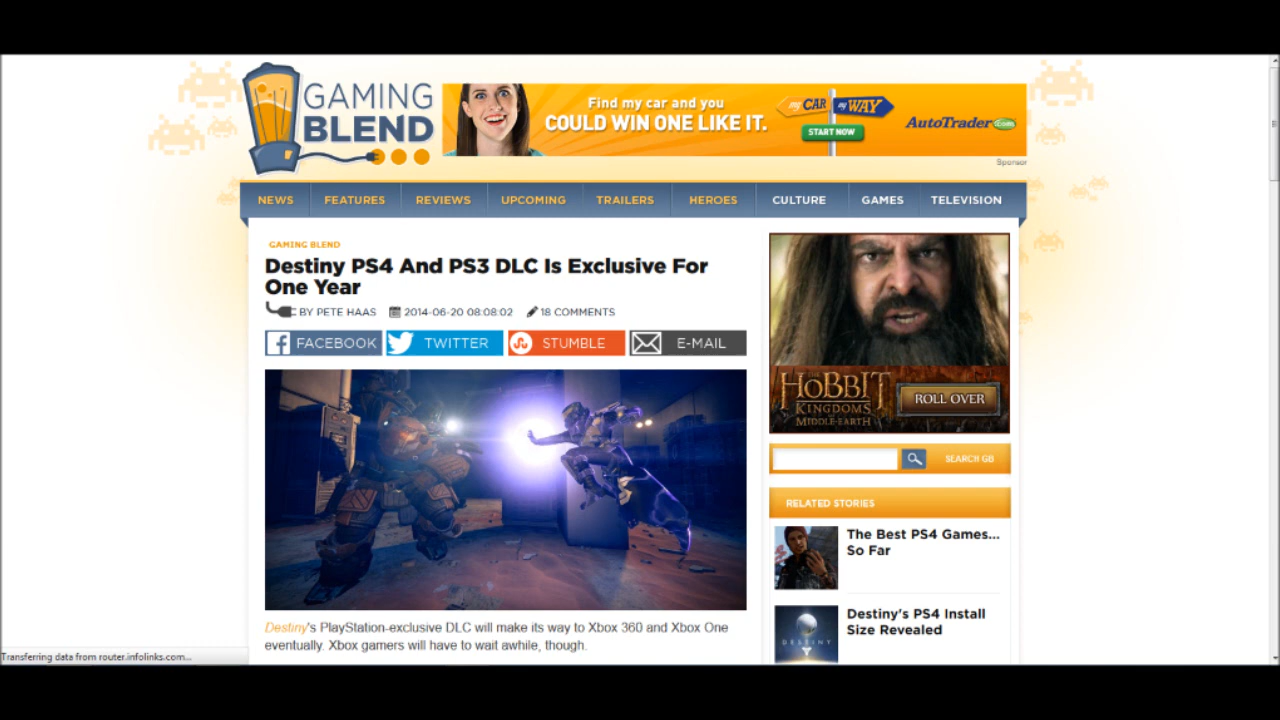 GAMING
BLEND
Find my car and you
COULD WIN ONE LIKE IT.
my CAR my WAY
START NOW
AutoTrader.com
Sponsor
NEWS FEATURES REVIEWS UPCOMING TRAILERS HEROES CULTURE GAMES TELEVISION
GAMING BLEND
Destiny PS4 And PS3 DLC Is Exclusive For
One Year
BY PETE HAAS 2014-06-20 08:08:02 18 COMMENTS
FACEBOOK TWITTER STUMBLE E-MAIL
Destiny's PlayStation-exclusive DLC will make its way to Xbox 360 and Xbox One
eventually. Xbox gamers will have to wait awhile, though.
THE
HOBBIT
KINGDOMS
OF
MIDDLE-EARTH
ROLL OVER
SEARCH GB
RELATED STORIES
The Best PS4 Games...
So Far
Destiny's PS4 Install
Size Revealed
DESTINY
Transferring data from router.infolinks.com...